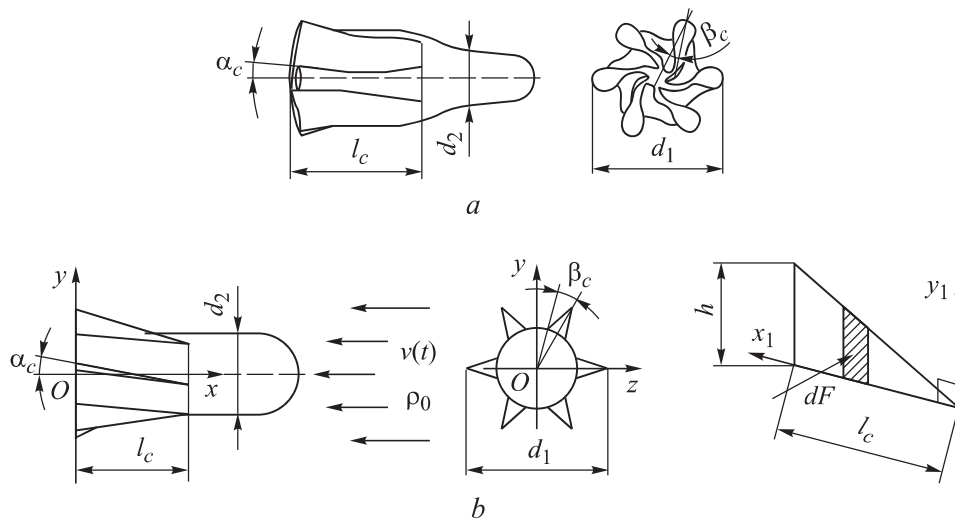 α_c
l_c
d_2
β_c
d_1
a
y
α_c
O
x
l_c
d_2
v(t)
ρ_0
y
β_c
O
z
d_1
h
x_1
dF
l_c
y_1
b